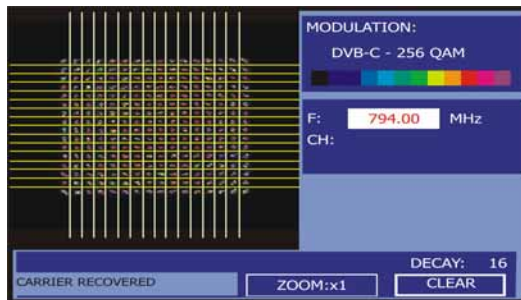 MODULATION:
DVB-C - 256 QAM
F: 794.00 MHz
CH:
DECAY: 16
CARRIER RECOVERED
ZOOM:x1
CLEAR